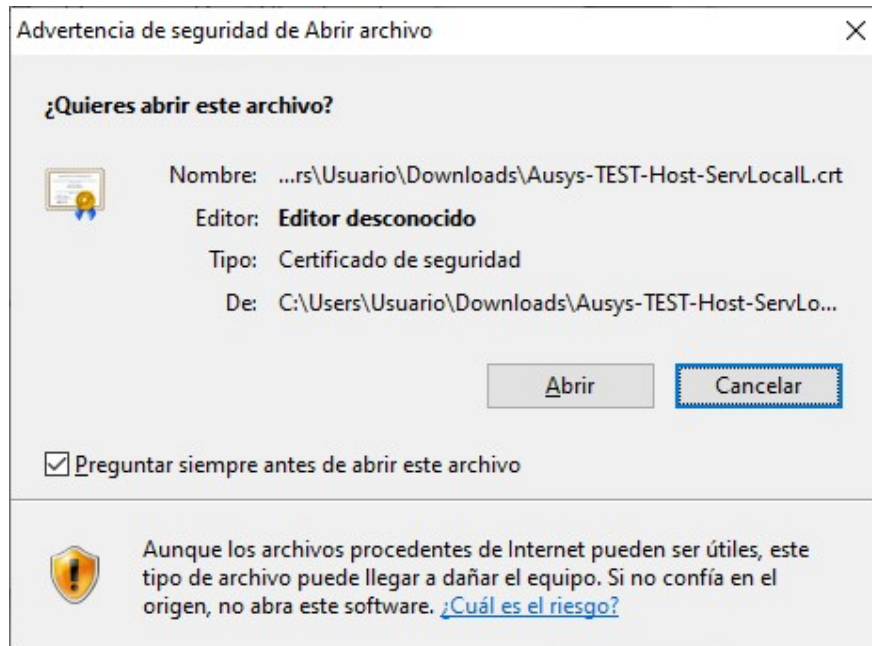 Advertencia de seguridad de Abrir archivo
¿Quieres abrir este archivo?
Nombre: ...rs\Usuario\Downloads\Ausys-TEST-Host-ServLocalL.crt
Editor: Editor desconocido
Tipo: Certificado de seguridad
De: C:\Users\Usuario\Downloads\Ausys-TEST-Host-ServLo...
Abrir Cancelar
Preguntar siempre antes de abrir este archivo
Aunque los archivos procedentes de Internet pueden ser útiles, este
tipo de archivo puede llegar a dañar el equipo. Si no confía en el
origen, no abra este software. ¿Cuál es el riesgo?